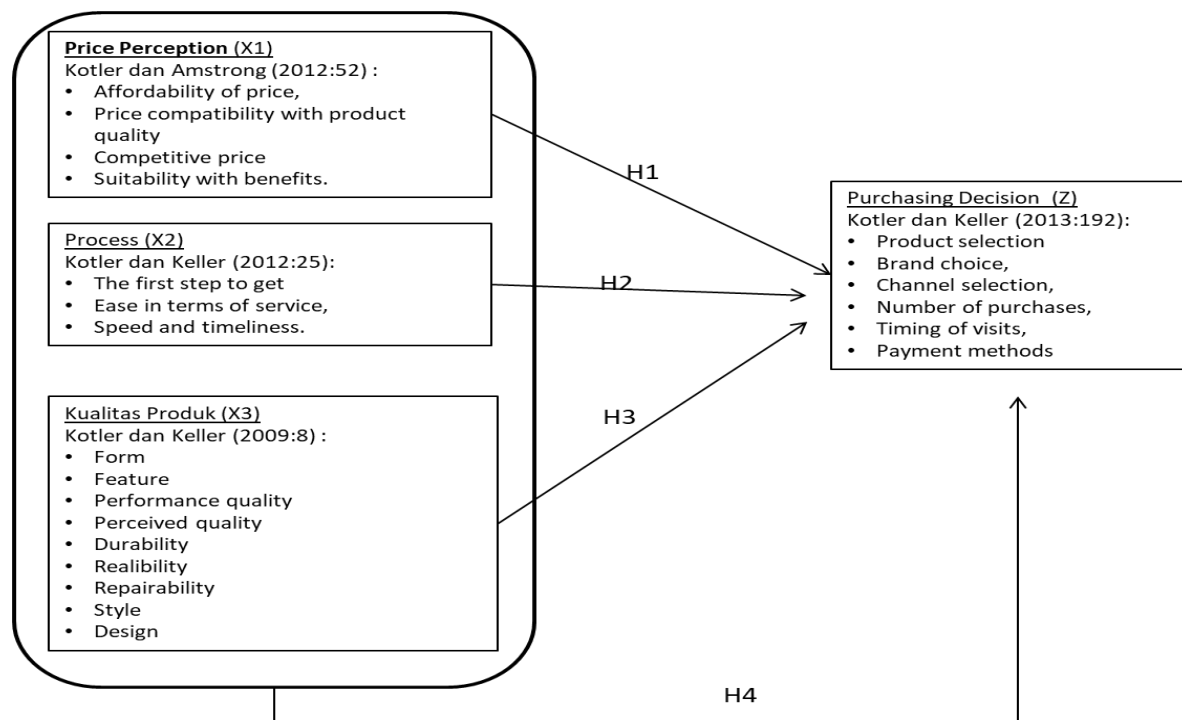 Price Perception (X1)
Kotler dan Amstrong (2012:52) :
• Affordability of price,
• Price compatibility with product
quality
• Competitive price
• Suitability with benefits.
H1
Process (X2)
Kotler dan Keller (2012:25):
• The first step to get
• Ease in terms of service,
• Speed and timeliness.
H2
Kualitas Produk (X3)
Kotler dan Keller (2009:8) :
• Form
• Feature
• Performance quality
• Perceived quality
• Durability
• Realibility
• Repairability
• Style
• Design
H3
Purchasing Decision (Z)
Kotler dan Keller (2013:192):
• Product selection
• Brand choice,
• Channel selection,
• Number of purchases,
• Timing of visits,
• Payment methods
H4